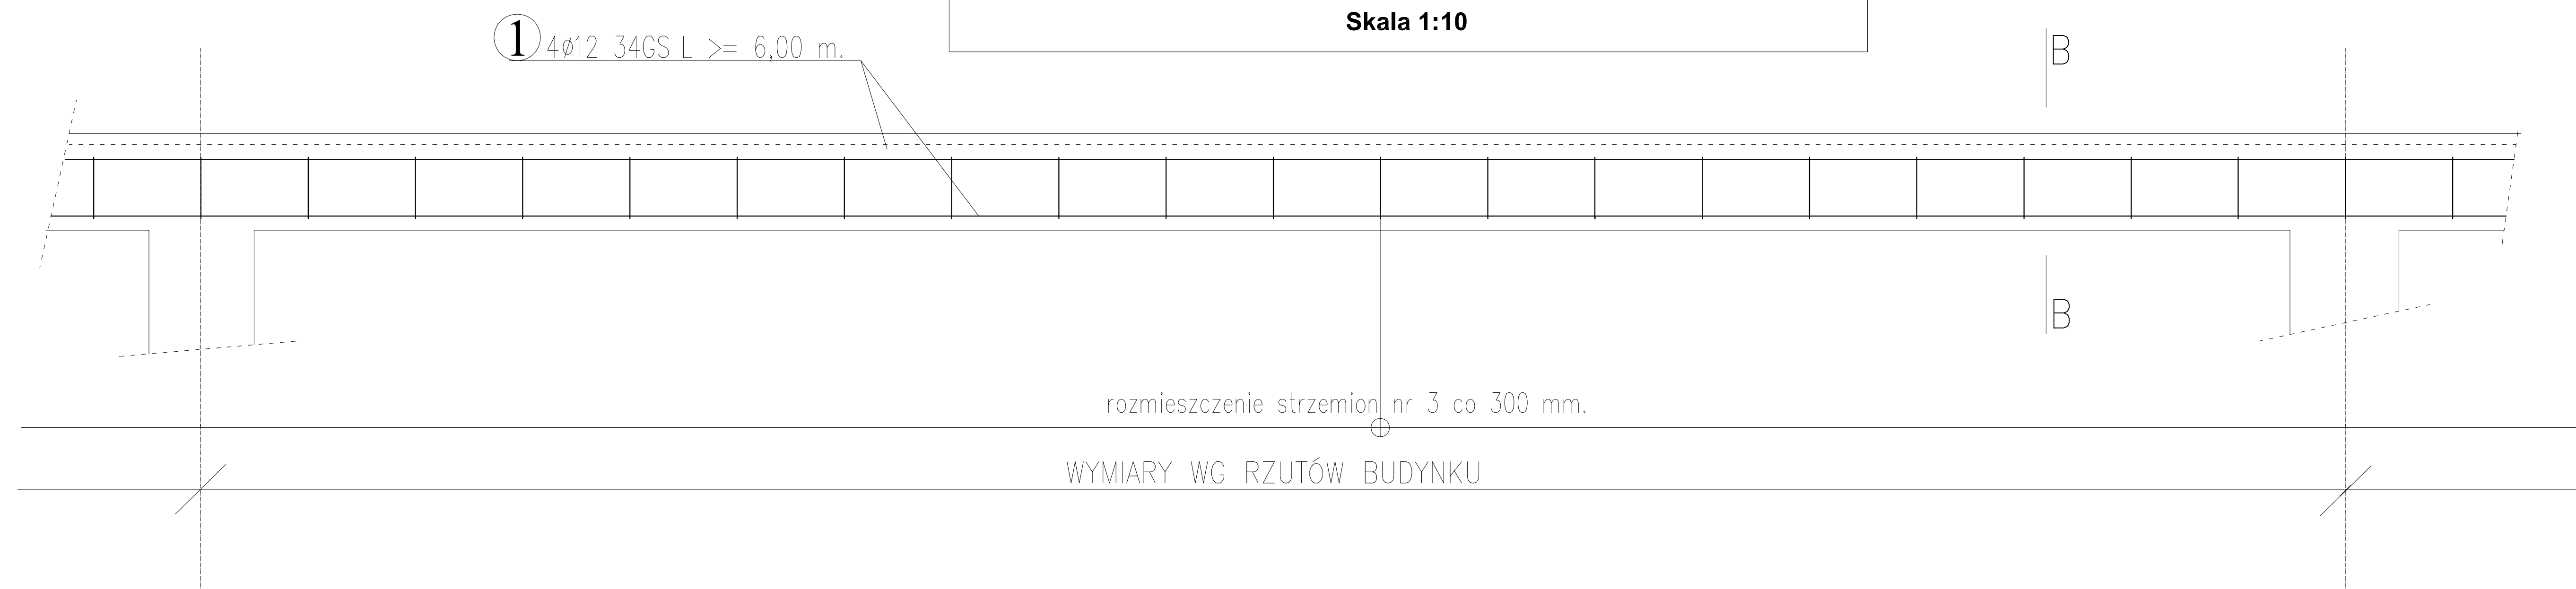 Skala 1:10
1 4ø12 34GS L >= 6,00 m.
B
B
rozmieszczenie strzemion nr 3 co 300 mm.
WYMIARY WG RZUTÓW BUDYNKU